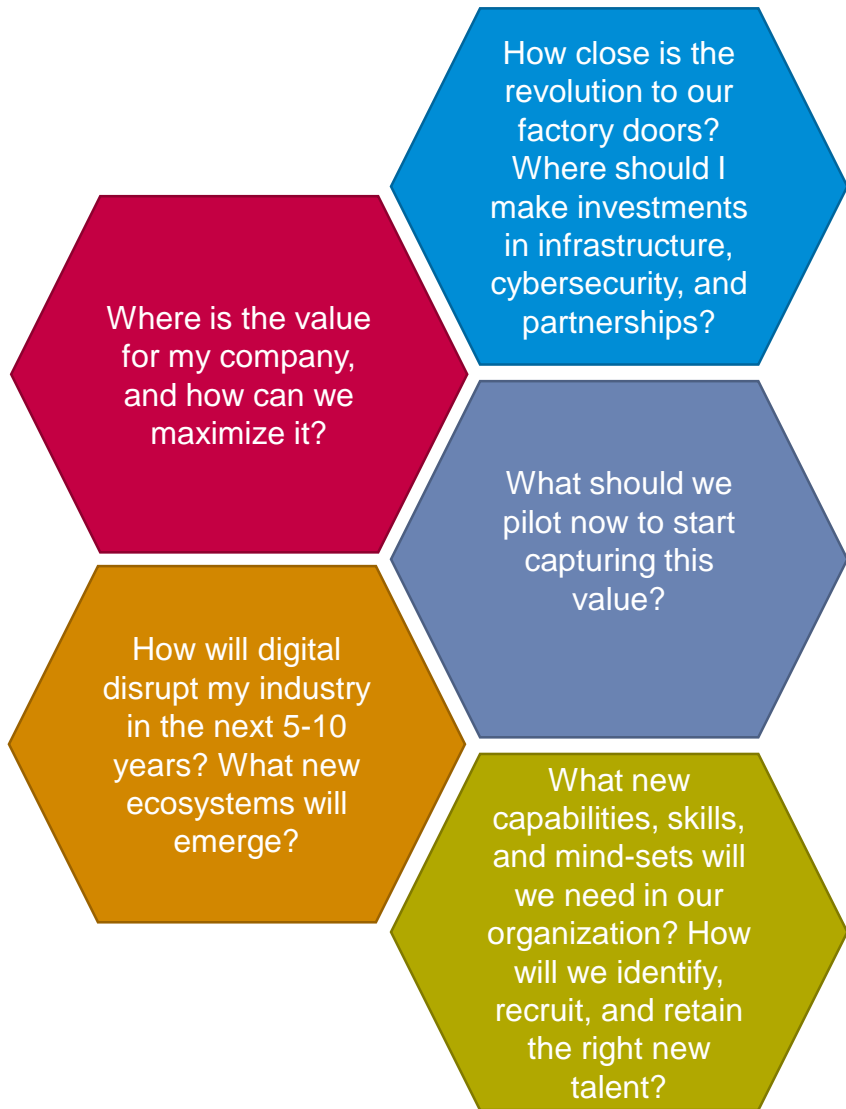 How close is the
revolution to our
factory doors?
Where should I
make investments
in infrastructure,
cybersecurity, and
partnerships?
Where is the value
for my company,
and how can we
maximize it?
What should we
pilot now to start
capturing this
value?
How will digital
disrupt my industry
in the next 5-10
years? What new
ecosystems will
emerge?
What new
capabilities, skills,
and mind-sets will
we need in our
organization? How
will we identify,
recruit, and retain
the right new
talent?